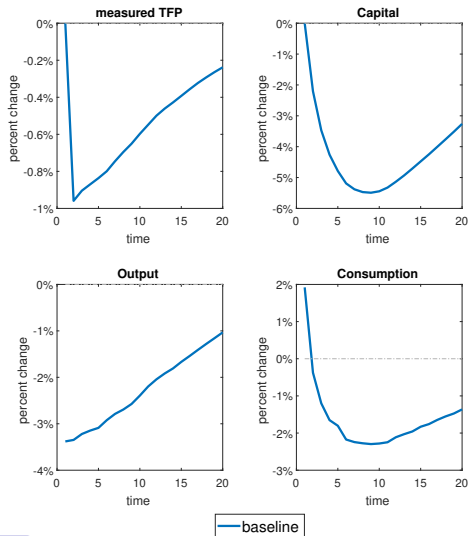 measured TFP
0%
-0.2%
-0.4%
-0.6%
-0.8%
-1%
percent change
0 5 10 15 20
time
Capital
0%
-1%
-2%
-3%
-4%
-5%
-6%
percent change
0 5 10 15 20
time
Output
0%
-1%
-2%
-3%
-4%
percent change
0 5 10 15 20
time
Consumption
2%
1%
0%
-1%
-2%
-3%
percent change
0 5 10 15 20
time
baseline